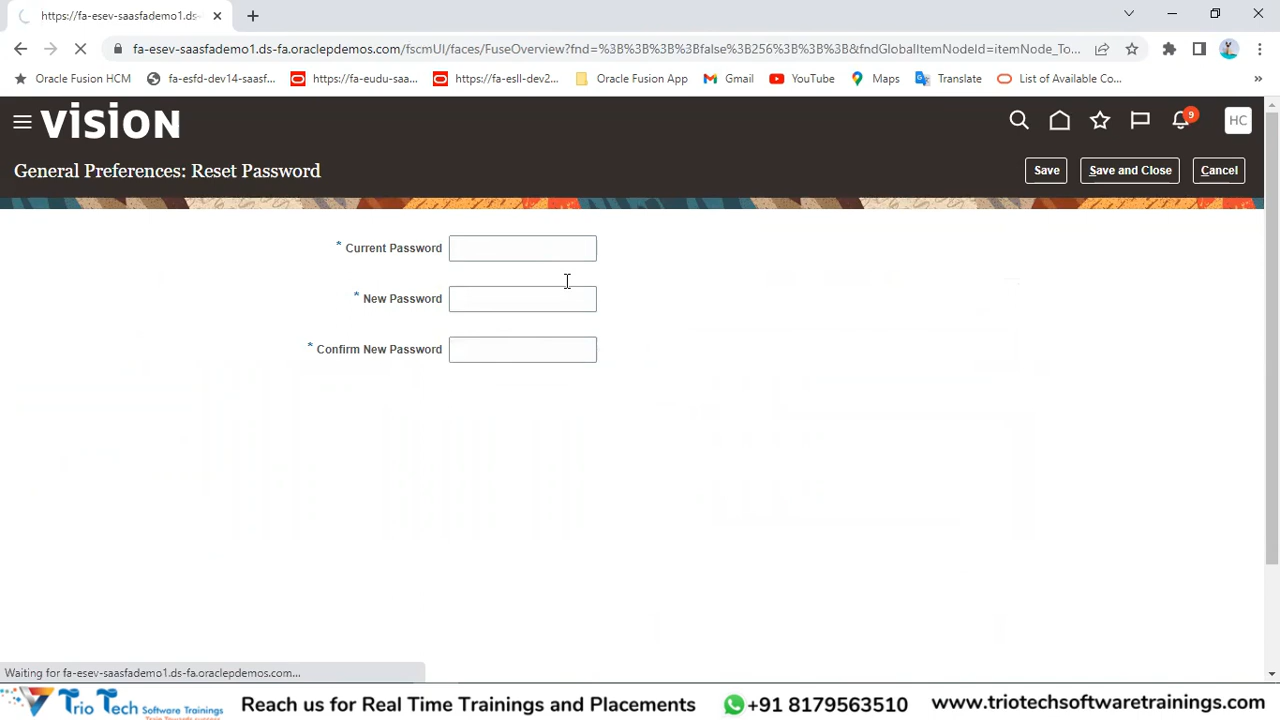 https://fa-esev-saasfademo1.ds-
fa-esev-saasfademo1.ds-fa.oraclepdemos.com/fscmUI/faces/FuseOverview?fnd=%3B%3B%3B%3Bfalse%3B256%3B%3B%3B&fndGlobalItemNodeId=itemNode_To...
Oracle Fusion HCM
fa-esfd-dev14-saasf...
https://fa-eudu-saa...
https://fa-esll-dev2...
Oracle Fusion App
Gmail
YouTube
Maps
Translate
List of Available Co...
»
VISION
9
HC
General Preferences: Reset Password
Save
Save and Close
Cancel
* Current Password
* New Password
* Confirm New Password
Waiting for fa-esev-saasfademo1.ds-fa.oraclepdemos.com...
Trio Tech Software Trainings
Reach us for Real Time Trainings and Placements
+91 8179563510
www.triotechsoftwaretrainings.com